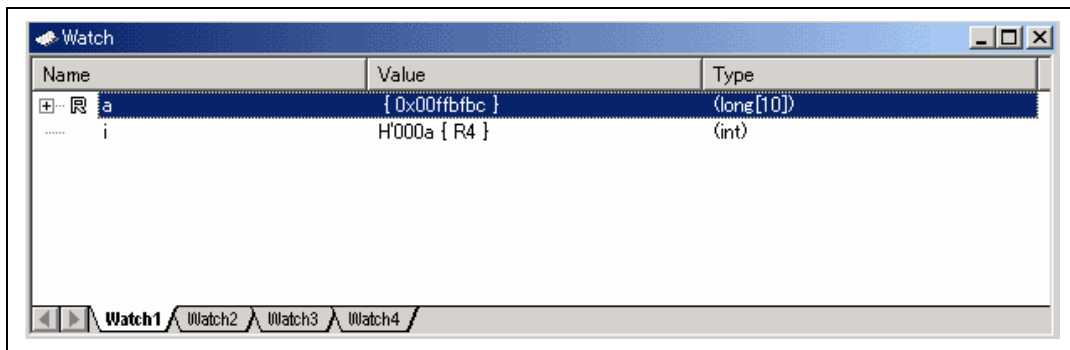 Watch
Name Value Type
R a { 0x00ffbfbc } (long[10])
i H'000a { R4 } (int)
Watch1 Watch2 Watch3 Watch4